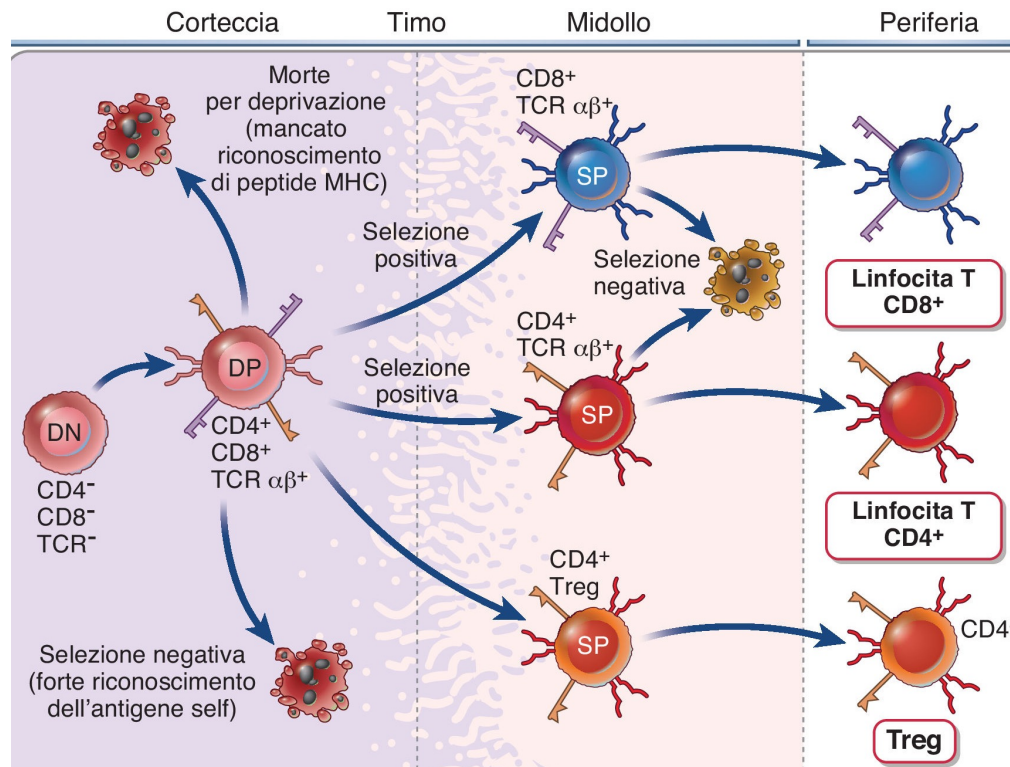 Corteccia
Timo
Midollo
Periferia
Morte
per deprivazione
(mancato
riconoscimento
di peptide MHC)
CD8⁺
TCR αβ⁺
SP
Selezione
positiva
Selezione
negativa
Linfocita T
CD8⁺
DP
CD4⁺
TCR αβ⁺
Selezione
positiva
SP
DN
CD4⁻
CD8⁻
TCR⁻
CD4⁺
CD8⁺
TCR αβ⁺
Linfocita T
CD4⁺
CD4⁺
Treg
SP
CD4
Selezione negativa
(forte riconoscimento
dell'antigene self)
Treg